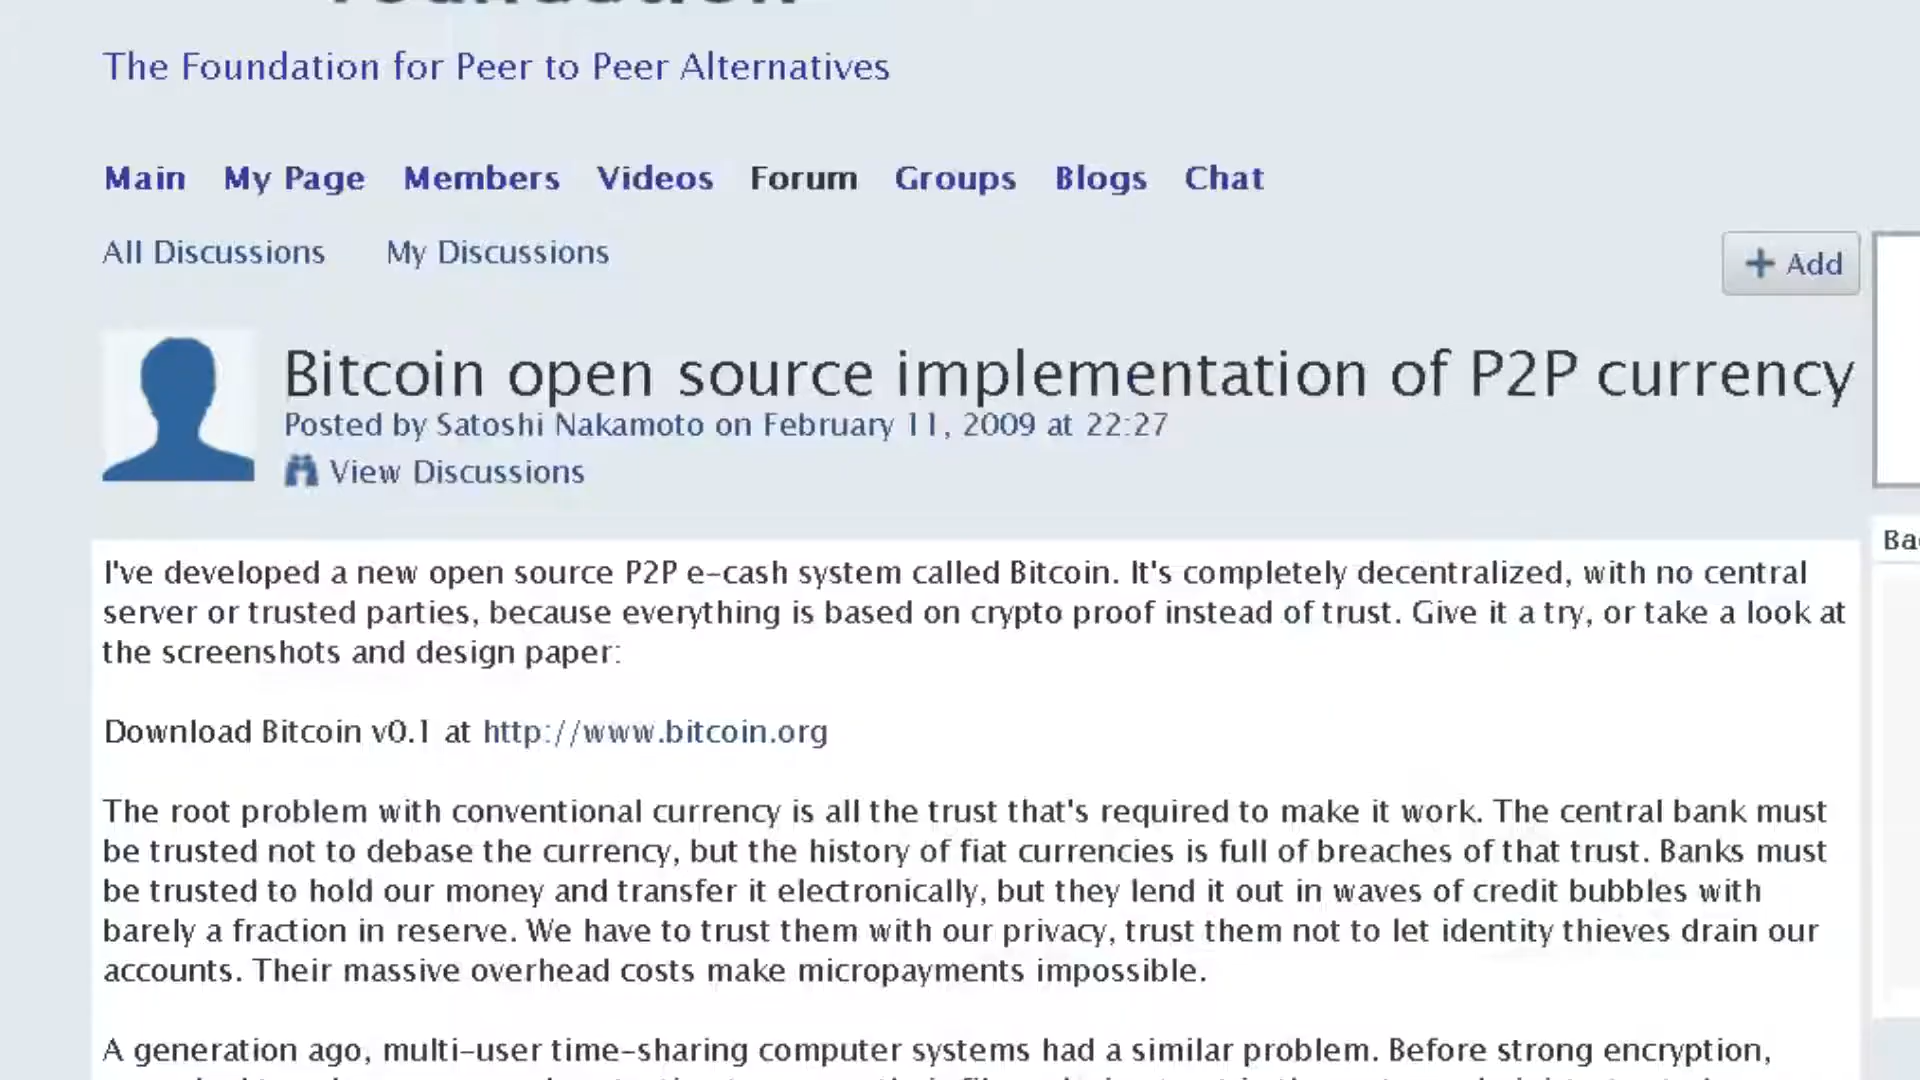 The Foundation for Peer to Peer Alternatives
Main My Page Members Videos Forum Groups Blogs Chat
All Discussions My Discussions
+ Add
Bitcoin open source implementation of P2P currency
Posted by Satoshi Nakamoto on February 11, 2009 at 22:27
View Discussions
I've developed a new open source P2P e-cash system called Bitcoin. It's completely decentralized, with no central
server or trusted parties, because everything is based on crypto proof instead of trust. Give it a try, or take a look at
the screenshots and design paper:
Download Bitcoin v0.1 at http://www.bitcoin.org
The root problem with conventional currency is all the trust that's required to make it work. The central bank must
be trusted not to debase the currency, but the history of fiat currencies is full of breaches of that trust. Banks must
be trusted to hold our money and transfer it electronically, but they lend it out in waves of credit bubbles with
barely a fraction in reserve. We have to trust them with our privacy, trust them not to let identity thieves drain our
accounts. Their massive overhead costs make micropayments impossible.
A generation ago, multi-user time-sharing computer systems had a similar problem. Before strong encryption,